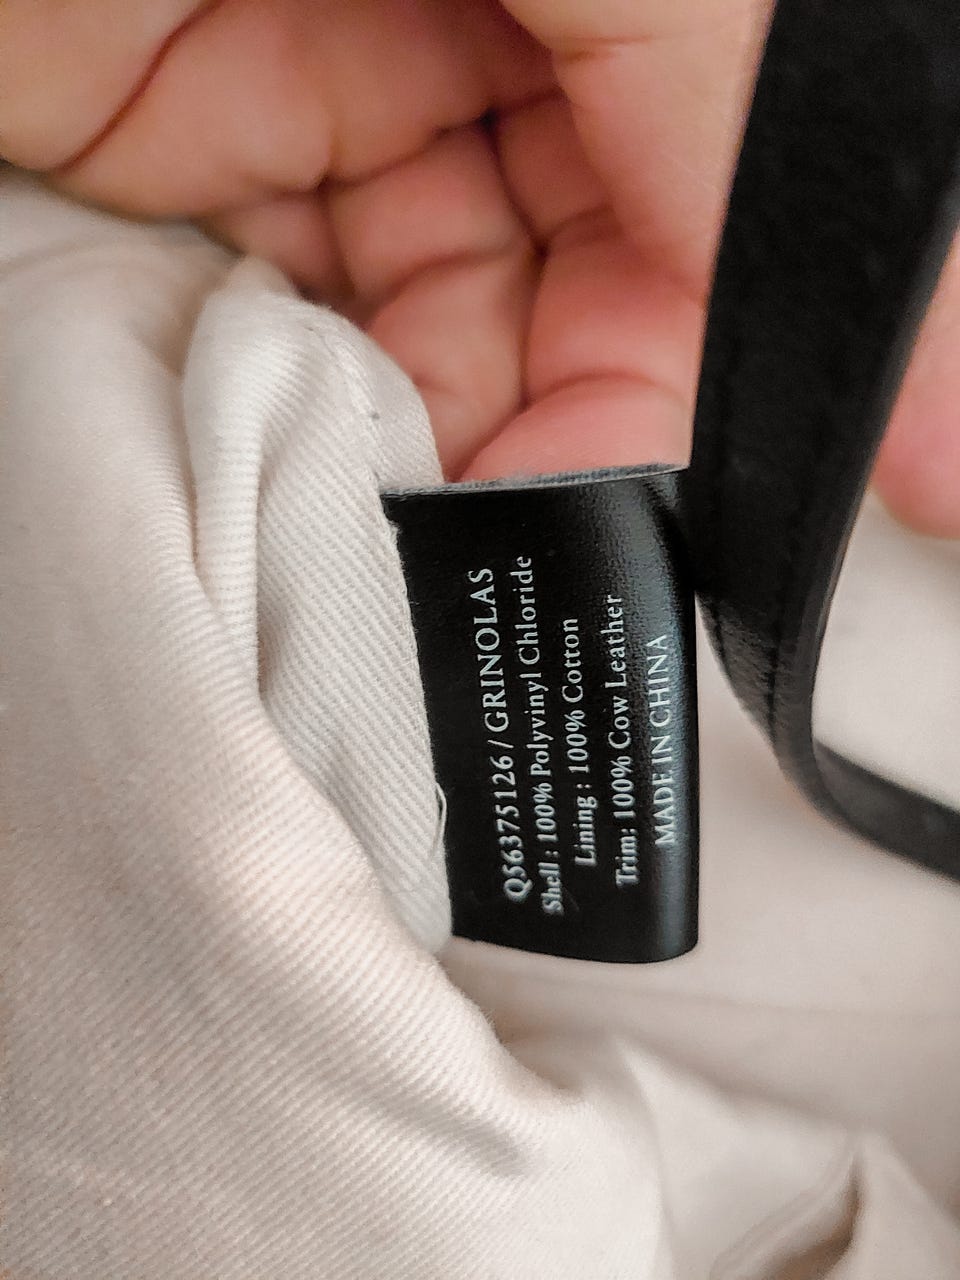 Q56375126 / GRINOLAS
Shell : 100% Polyvinyl Chloride
Lining : 100% Cotton
Trim: 100% Cow Leather
MADE IN CHINA